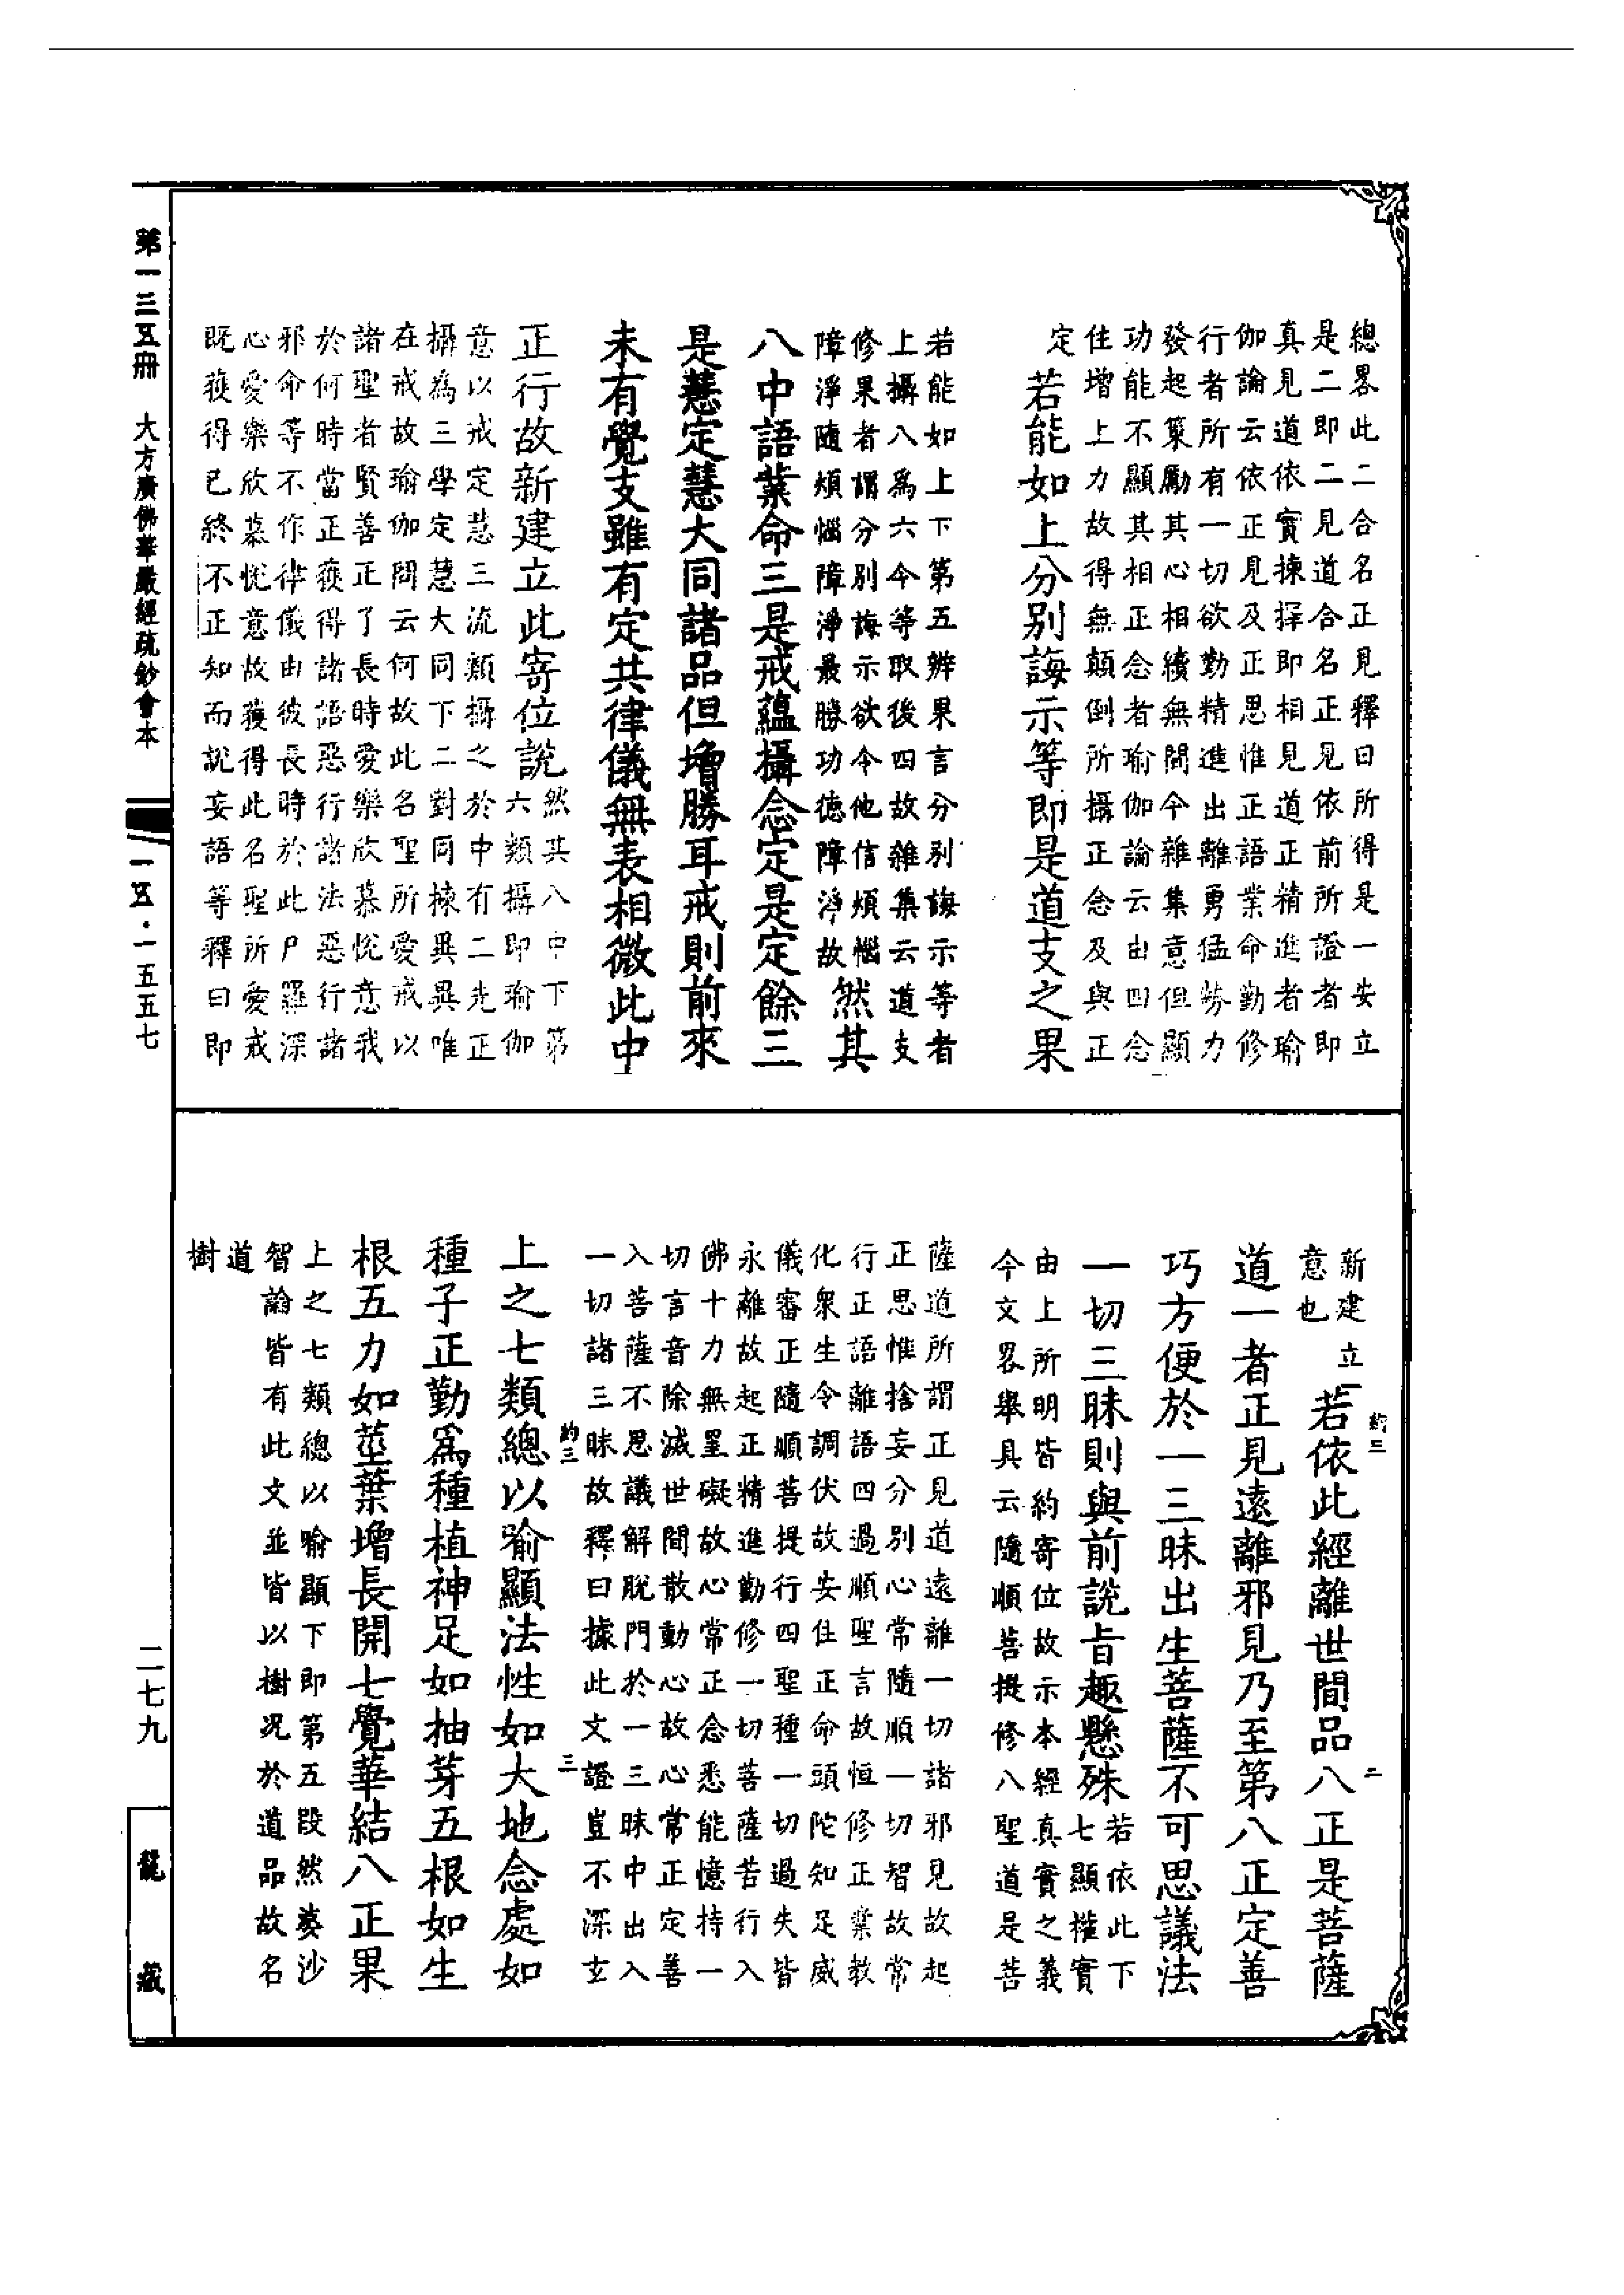 總畧此二合名正見釋曰所得是一安立
是二即二見道合名正見依前所證者即
真見道依實揀擇即相見道正精進者瑜
伽論云依正見及正思惟正語業命勤修
行者所有一切欲勤精進出離勇猛勢力
發起策勵其心相續無間今雜集意但顯
功能不顯其相正念者瑜伽論云由四念
住增上力故得無顛倒所攝正念及與正
定
若能如上分別誨示等即是道支之果
若能如上下第五辨果言分別誨示等者
上攝八為六今等取後四故雜集云道支
修果者謂分別誨示欲令他信煩惱
障淨隨煩惱障淨最勝功德障淨故
然其
八中語業命三是戒蘊攝念定是定餘三
是慧定慧大同諸品但增勝耳戒則前來
未有覺支雖有定共律儀無表相微此中
正行故新建立此寄位說
然其八中下第
六類攝即瑜伽
意以戒定慧三流類攝之於中有二先正
攝為三學定慧大同下二對同揀異異唯
在戒故瑜伽問云何故此名聖所愛戒以
諸聖者賢善正了長時愛樂欣慕悅意我
於何時當正獲得諸語惡行諸法惡行諸
邪命等不作律儀由彼長時於此尸羅深
心愛樂欣慕悅意故獲得此名聖所愛戒
既獲得已終不正知而說妄語等釋曰即
第一三五冊 大方廣佛華嚴經疏鈔會本 一五·一五五七
新建立
意也
若依此經離世間品八正是菩薩
約三
二
道一者正見遠離邪見乃至第八正定善
巧方便於一三昧出生菩薩不可思議法
一切三昧則與前說旨趣懸殊
若依此下
七顯權實
由上所明皆約寄位故示本經真實之義
今文畧舉具云隨順菩提修八聖道是菩
薩道所謂正見道遠離一切諸邪見故起
正思惟捨妄分別心常隨順一切智故常
行正語離語四過順聖言故恒修正業教
化衆生令調伏故安住正命頭陀知足威
儀審正隨順菩提行四聖種一切過失皆
永離故起正精進勤修一切菩薩苦行入
佛十力無罣礙故心常正念悉能憶持一
切言音除滅世間散動心故心常正定善
入菩薩不思議解脫門於一三昧中出入
一切諸三昧故釋曰據此文證豈不深玄
上之七類總以喻顯法性如大地念處如
約三
三
種子正勤為種植神足如抽芽五根如生
根五力如莖葉增長開七覺華結八正果
上之七類總以喻顯下即第五段然婆沙
智論皆有此文並皆以樹況於道品故名
道
樹
二七九
龍藏